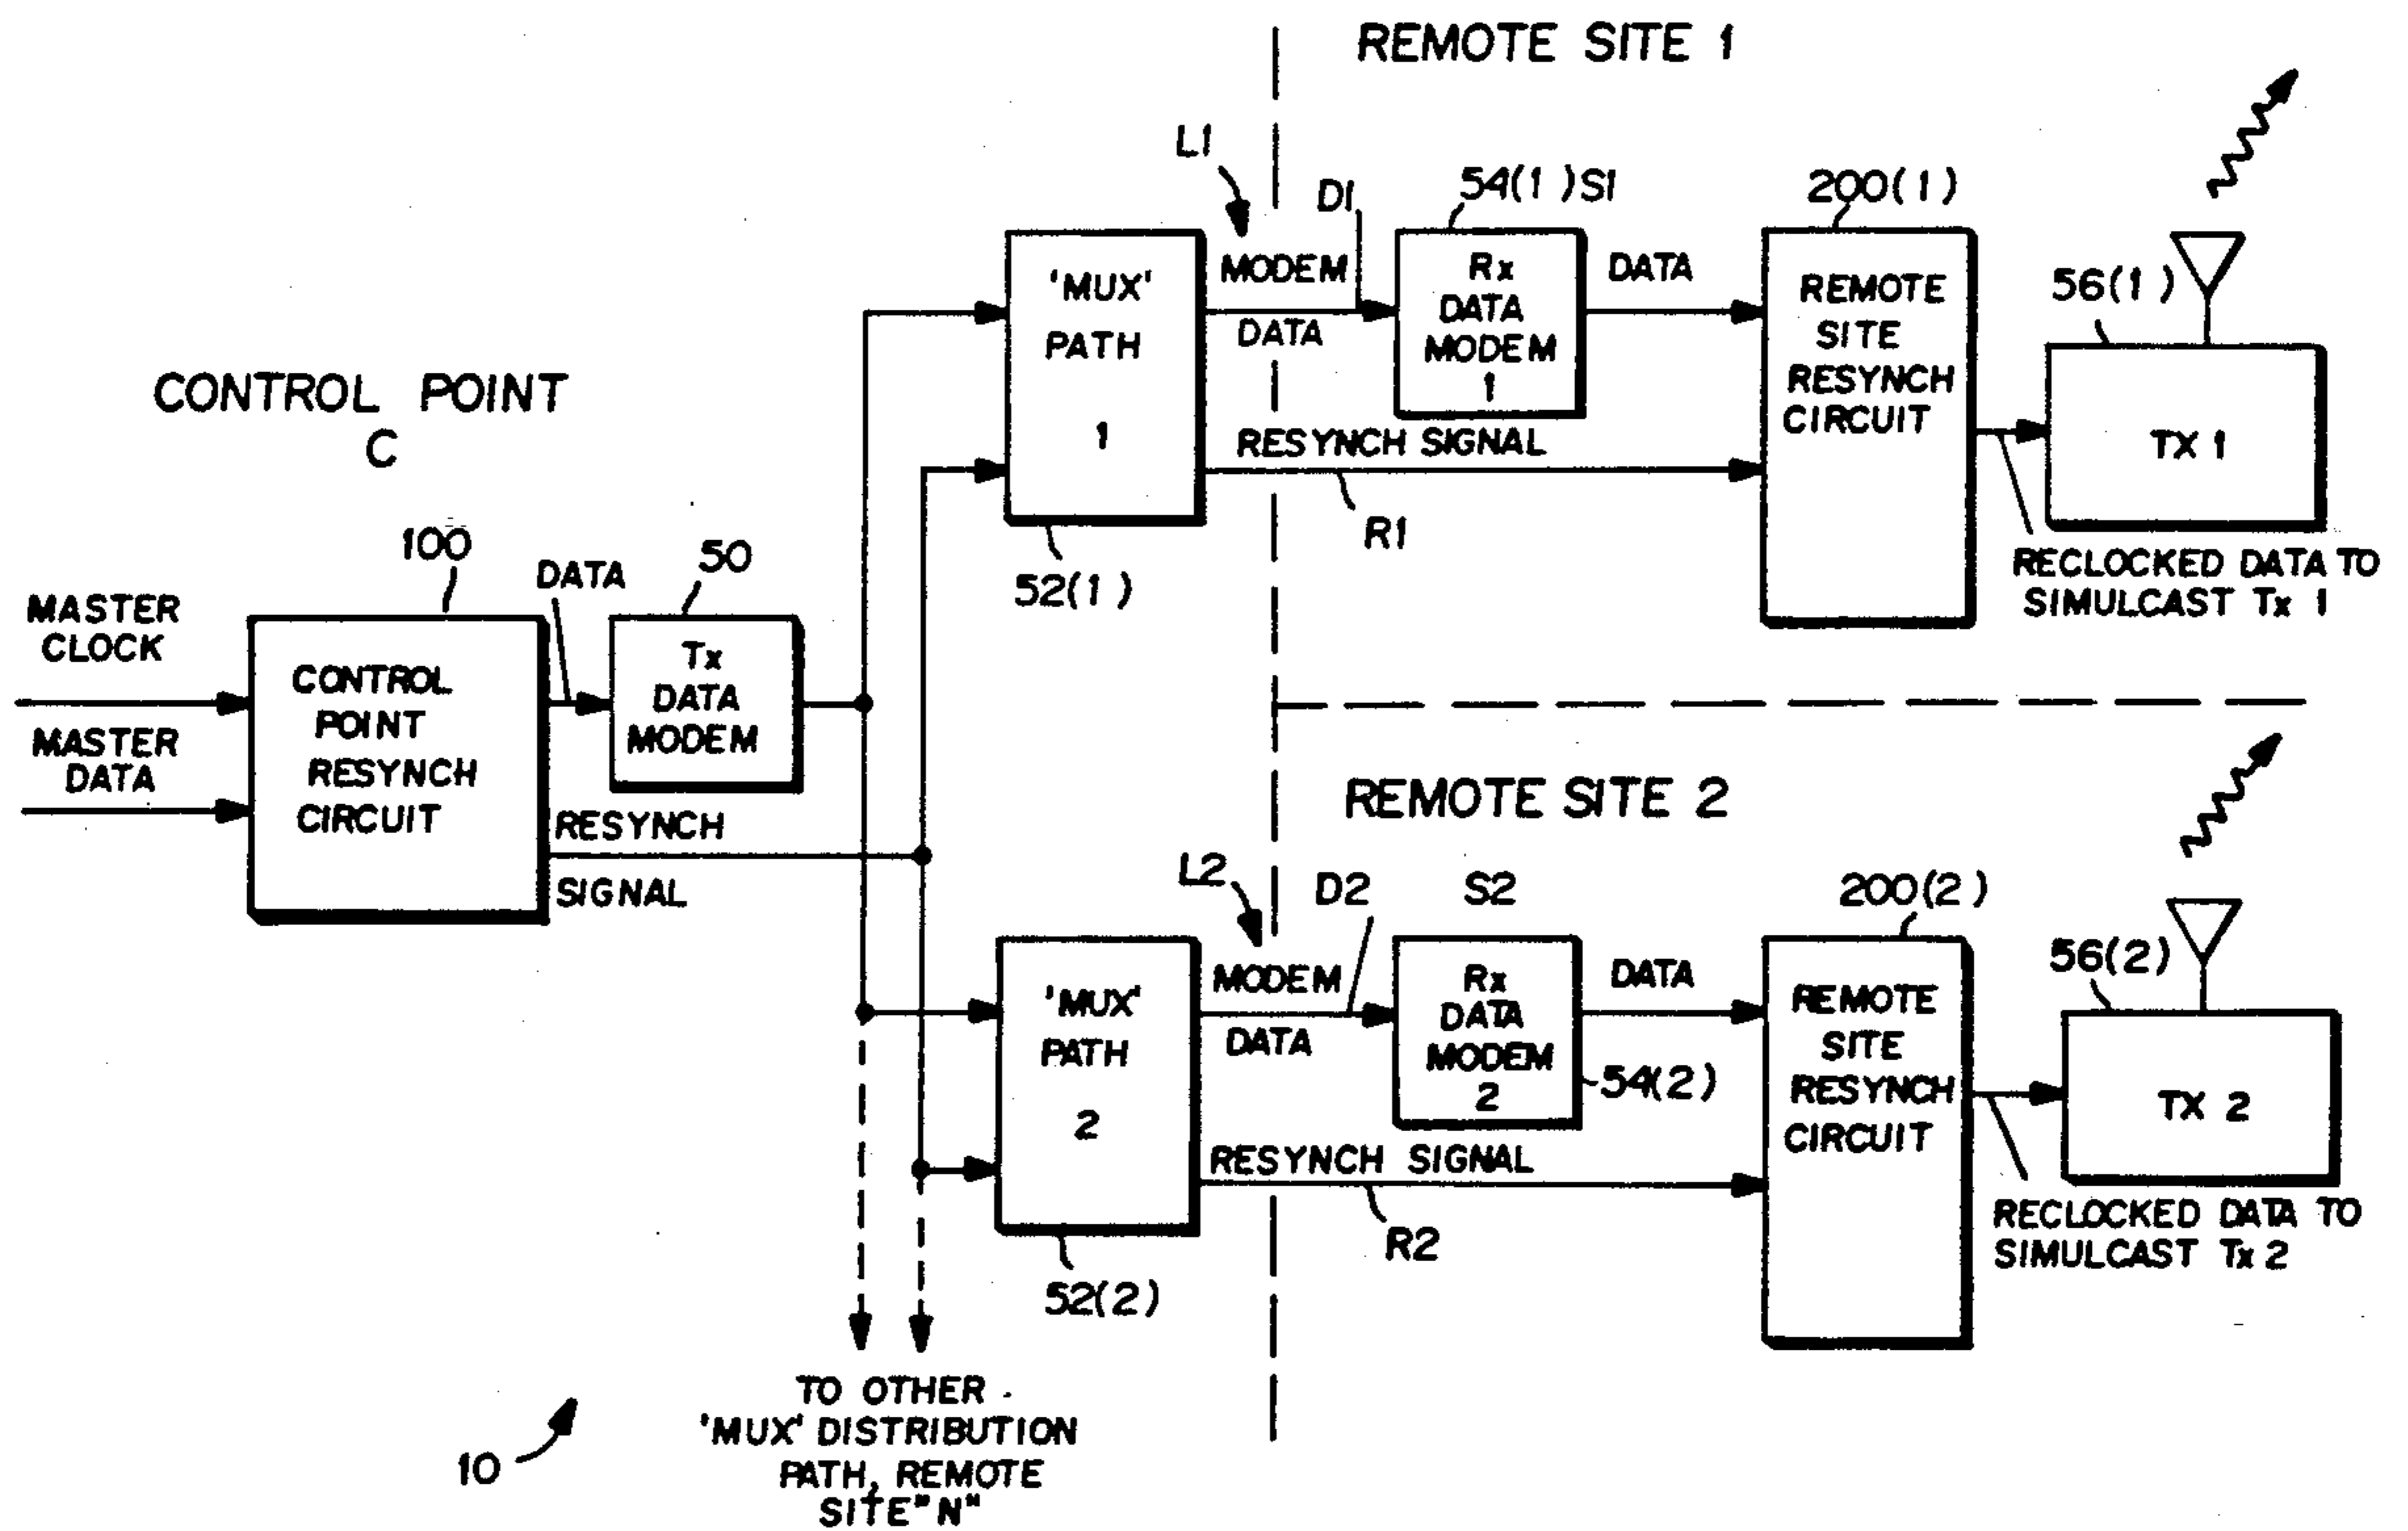 REMOTE SITE 1
L1
D1
54(1) S1
200(1)
'MUX'
PATH
1
MODEM
DATA
Rx
DATA
MODEM
1
DATA
REMOTE
SITE
RESYNCH
CIRCUIT
56(1)
TX 1
RESYNCH SIGNAL
R1
52(1)
RECLOCKED DATA TO
SIMULCAST Tx 1
CONTROL POINT
C
100
DATA
50
MASTER
CLOCK
MASTER
DATA
CONTROL
POINT
RESYNCH
CIRCUIT
Tx
DATA
MODEM
RESYNCH
SIGNAL
REMOTE SITE 2
L2
D2
S2
200(2)
'MUX'
PATH
2
MODEM
DATA
Rx
DATA
MODEM
2
54(2)
DATA
REMOTE
SITE
RESYNCH
CIRCUIT
56(2)
TX 2
RESYNCH SIGNAL
R2
52(2)
RECLOCKED DATA TO
SIMULCAST Tx 2
TO OTHER
'MUX' DISTRIBUTION
PATH, REMOTE
SITE "N"
10